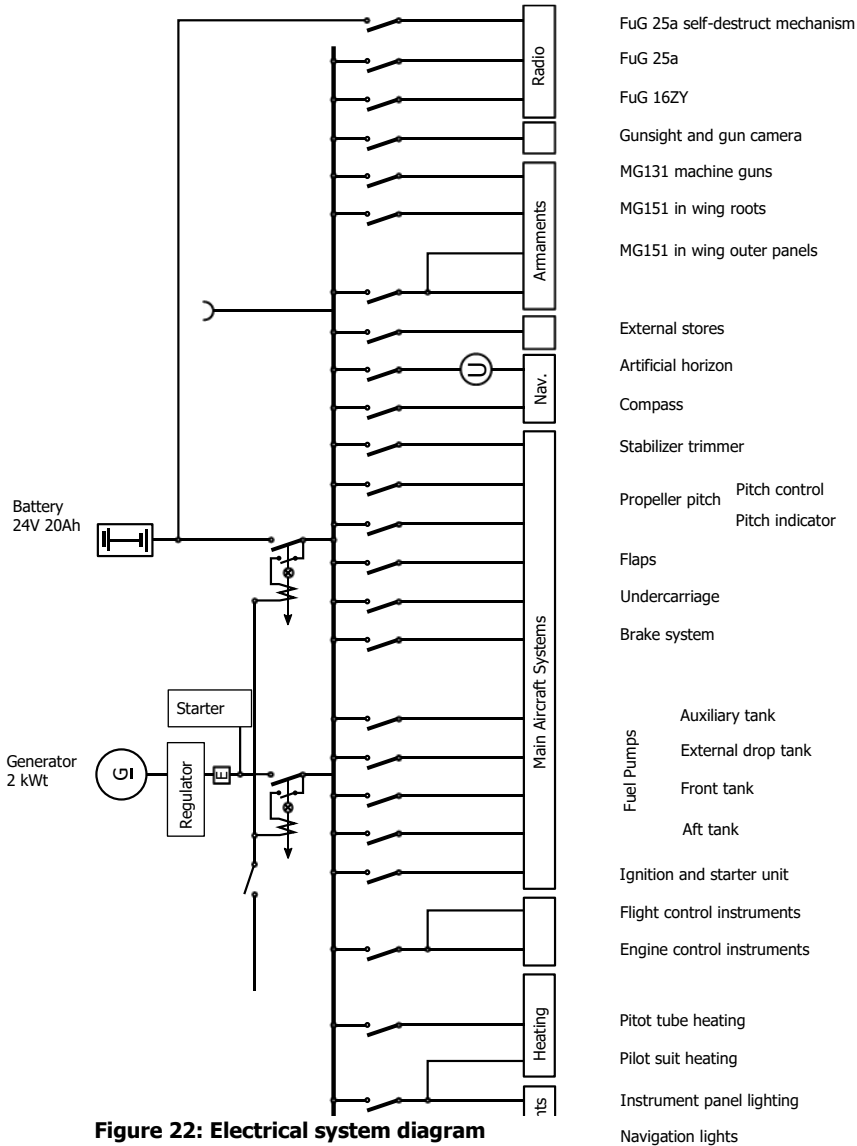 FuG 25a self-destruct mechanism
FuG 25a
FuG 16ZY
Radio
Gunsight and gun camera
MG131 machine guns
MG151 in wing roots
MG151 in wing outer panels
Armaments
External stores
Artificial horizon
U
Compass
Nav.
Stabilizer trimmer
Propeller pitch
Pitch control
Pitch indicator
Flaps
Undercarriage
Brake system
Main Aircraft Systems
Battery
24V 20Ah
Starter
Generator
2 kWt
G
Regulator
E
Fuel Pumps
Auxiliary tank
External drop tank
Front tank
Aft tank
Ignition and starter unit
Flight control instruments
Engine control instruments
Pitot tube heating
Pilot suit heating
Heating
Instrument panel lighting
Navigation lights
Figure 22: Electrical system diagram